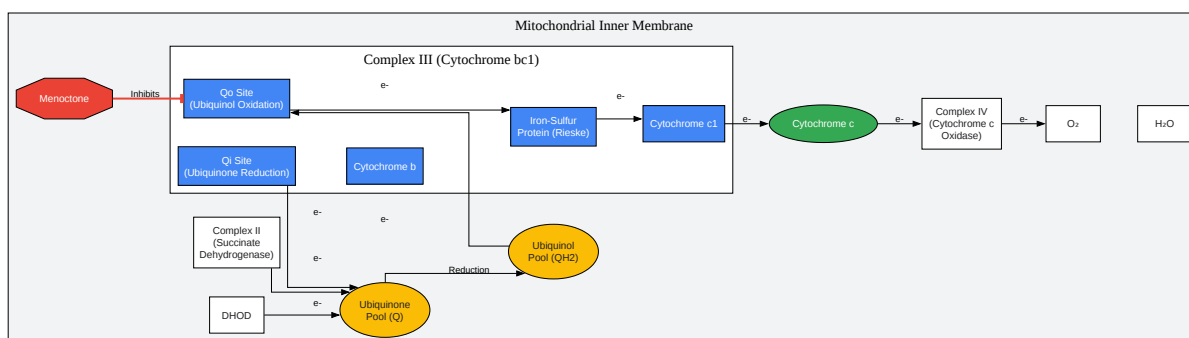 Mitochondrial Inner Membrane
Complex III (Cytochrome bc1)
Menoctone
Inhibits
Qo Site
(Ubiquinol Oxidation)
e-
Iron-Sulfur
Protein (Rieske)
e-
Cytochrome c1
e-
Cytochrome c
e-
Complex IV
(Cytochrome c
Oxidase)
e-
O₂
H₂O
Qi Site
(Ubiquinone Reduction)
Cytochrome b
e-
e-
Complex II
(Succinate
Dehydrogenase)
e-
Ubiquinol
Pool (QH2)
Reduction
DHOD
e-
Ubiquinone
Pool (Q)